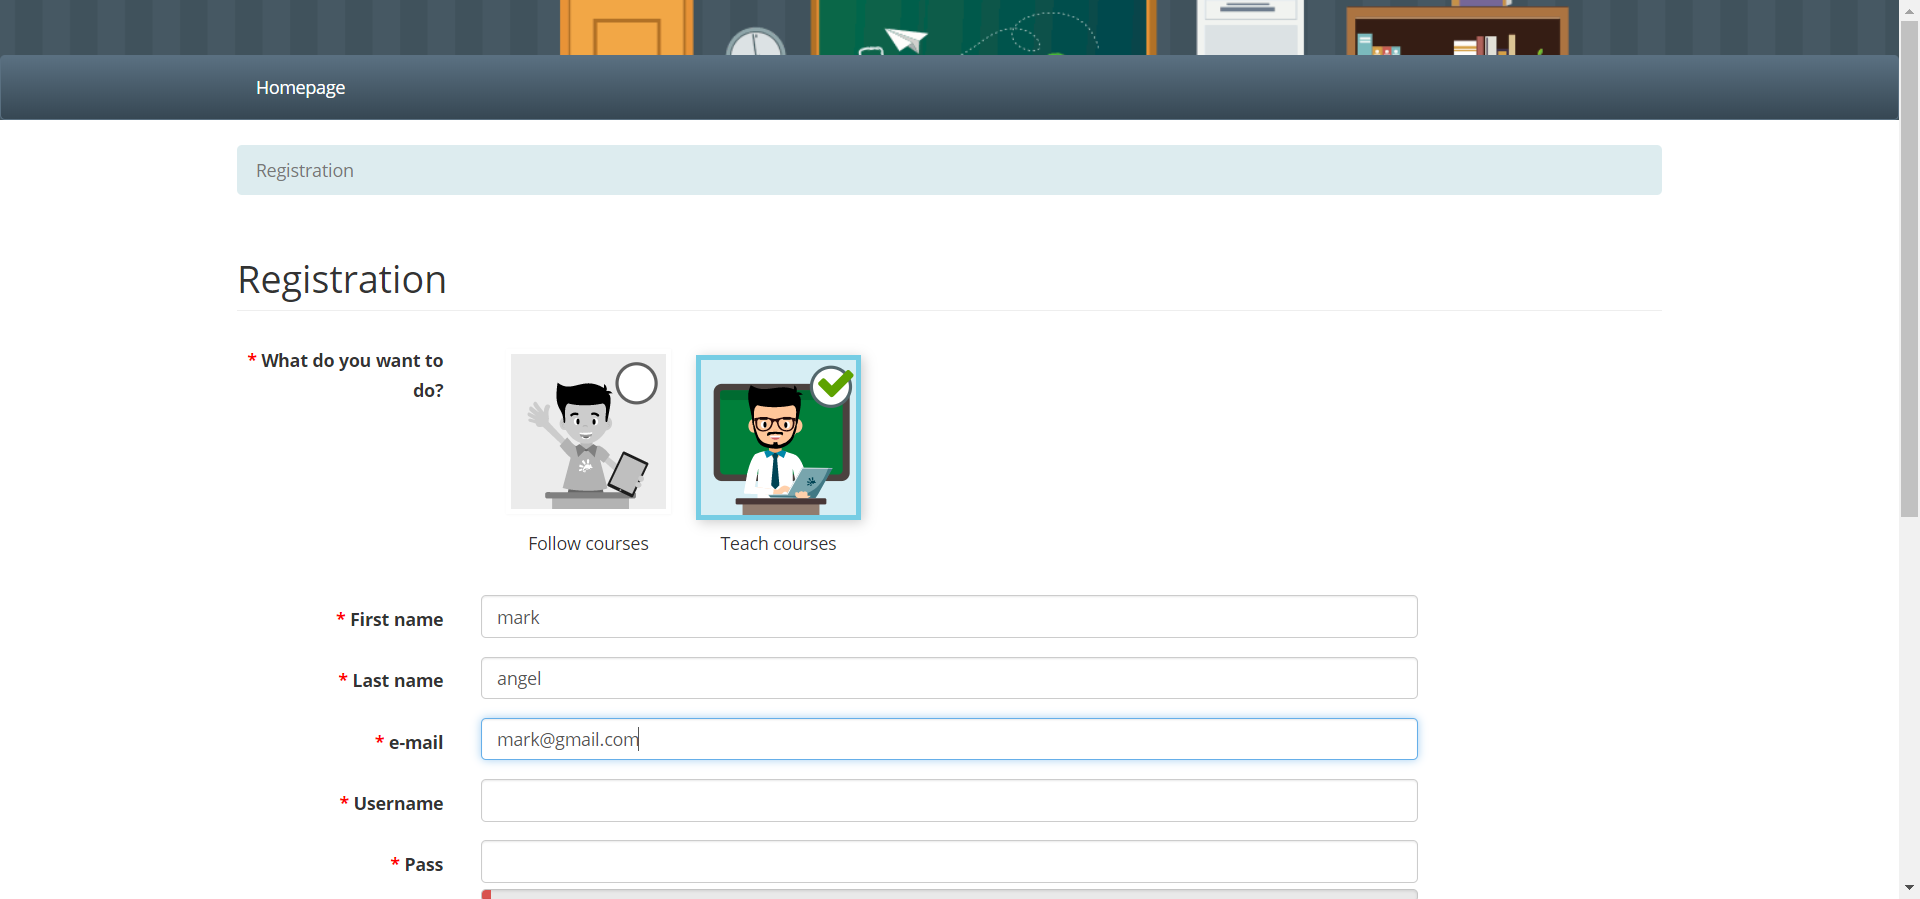 Homepage
Registration
Registration
* What do you want to
do?
Follow courses
Teach courses
* First name
mark
* Last name
angel
* e-mail
mark@gmail.com
* Username
* Pass